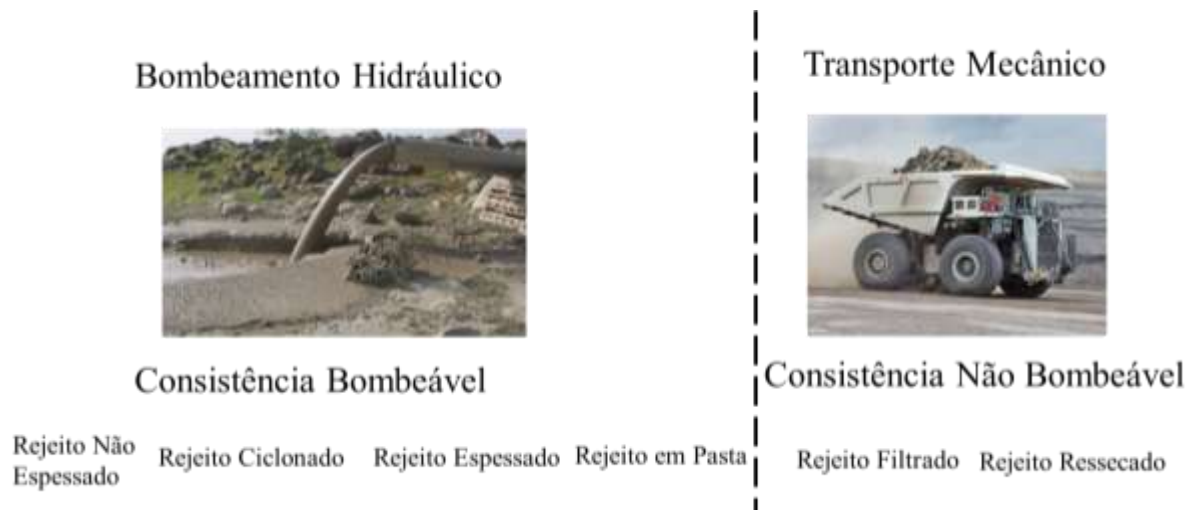 Bombeamento Hidráulico
Transporte Mecânico
Consistência Bombeável
Consistência Não Bombeável
Rejeito Não
Espessado
Rejeito Ciclonado
Rejeito Espessado
Rejeito em Pasta
Rejeito Filtrado
Rejeito Ressecado